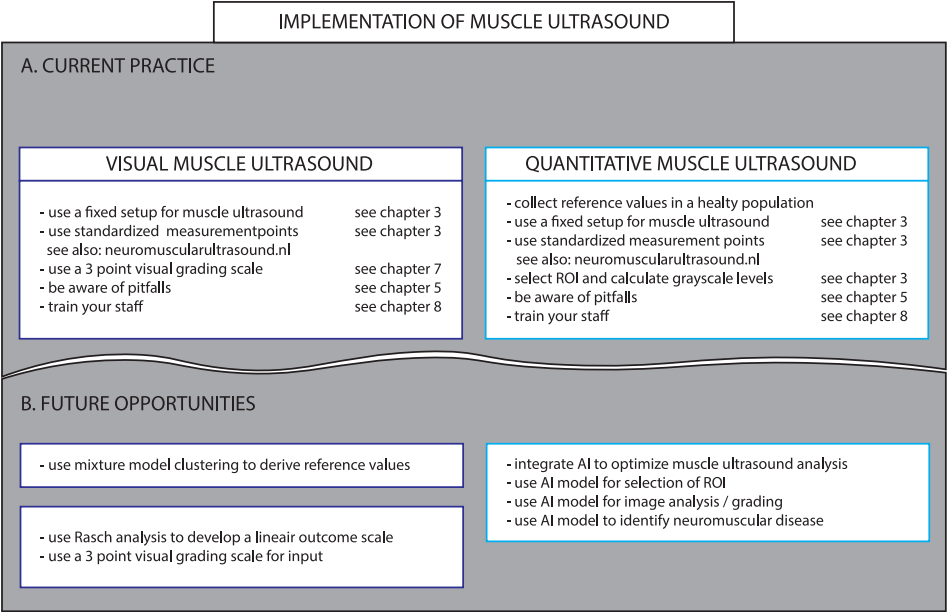 IMPLEMENTATION OF MUSCLE ULTRASOUND
A. CURRENT PRACTICE
VISUAL MUSCLE ULTRASOUND
- use a fixed setup for muscle ultrasound see chapter 3
- use standardized measurementpoints see chapter 3
see also: neuromuscularultrasound.nl
- use a 3 point visual grading scale see chapter 7
- be aware of pitfalls see chapter 5
- train your staff see chapter 8
QUANTITATIVE MUSCLE ULTRASOUND
- collect reference values in a healty population
- use a fixed setup for muscle ultrasound see chapter 3
- use standardized measurement points see chapter 3
see also: neuromuscularultrasound.nl
- select ROI and calculate grayscale levels see chapter 3
- be aware of pitfalls see chapter 5
- train your staff see chapter 8
B. FUTURE OPPORTUNITIES
- use mixture model clustering to derive reference values
- use Rasch analysis to develop a lineair outcome scale
- use a 3 point visual grading scale for input
- integrate AI to optimize muscle ultrasound analysis
- use AI model for selection of ROI
- use AI model for image analysis / grading
- use AI model to identify neuromuscular disease